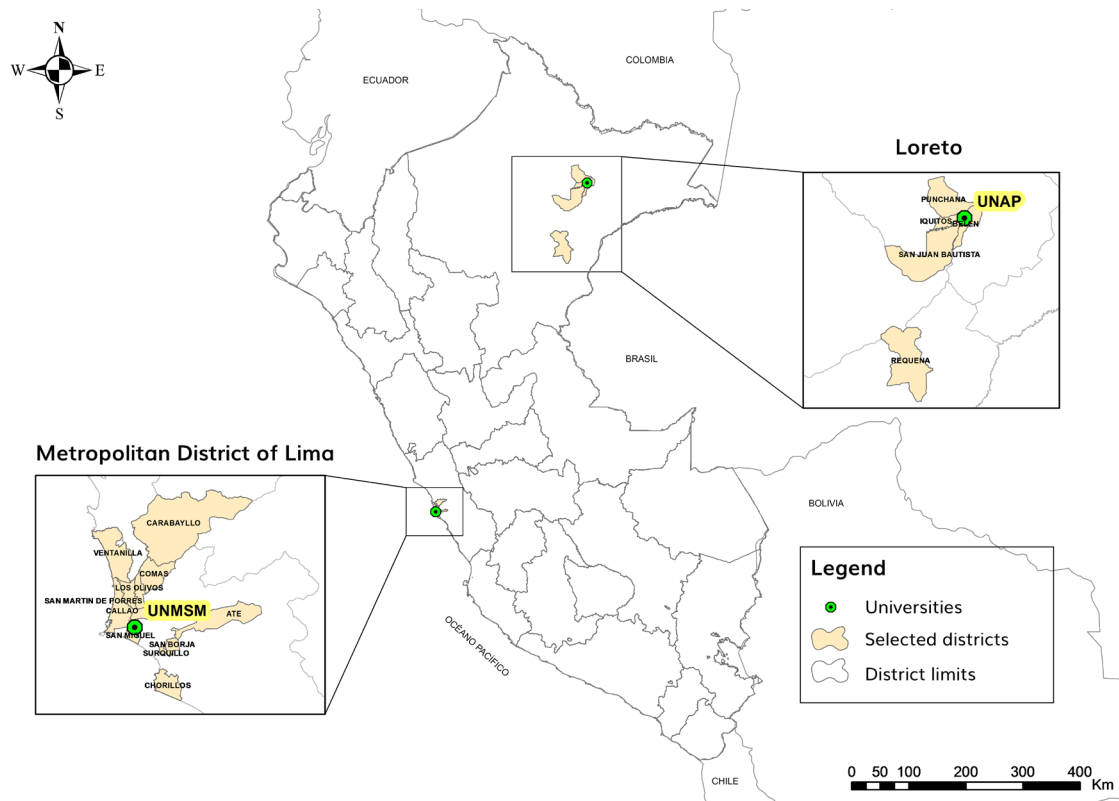 N
W
E
S
COLOMBIA
ECUADOR
Loreto
PUNCHANA
UNAP
IQUITOS
BELEN
SAN JUAN BAUTISTA
REQUENA
BRASIL
Metropolitan District of Lima
CARABAYLLO
VENTANILLA
COMAS
LOS OLIVOS
SAN MARTIN DE PORRES
CALLAO
UNMSM
ATE
SAN MIGUEL
SAN BORJA
SURQUILLO
CHORILLOS
BOLIVIA
OCÉANO PACÍFICO
Legend
Universities
Selected districts
District limits
CHILE
0 50 100 200 300 400
Km